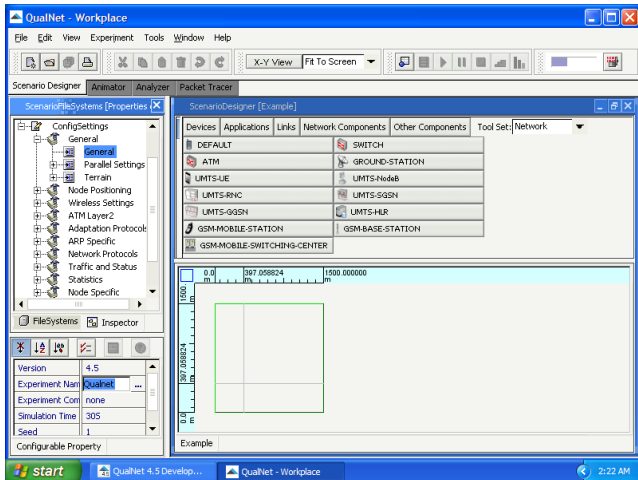 QualNet - Workplace
File Edit View Experiment Tools Window Help
X-Y View Fit To Screen
Scenario Designer Animator Analyzer Packet Tracer
ScenarioFileSystems [Properties
ConfigSettings
General
General
Parallel Settings
Terrain
Node Positioning
Wireless Settings
ATM Layer2
Adaptation Protocols
ARP Specific
Network Protocols
Traffic and Status
Statistics
Node Specific
FileSystems Inspector
Version 4.5
Experiment Nam Qualnet ...
Experiment Com none
Simulation Time 30S
Seed 1
Configurable Property
ScenarioDesigner [Example]
Devices Applications Links Network Components Other Components Tool Set: Network
DEFAULT SWITCH
ATM GROUND-STATION
UMTS-UE UMTS-NodeB
UMTS-RNC UMTS-SGSN
UMTS-GGSN UMTS-HLR
GSM-MOBILE-STATION GSM-BASE-STATION
GSM-MOBILE-SWITCHING-CENTER
0.0 397.058824 1500.000000
m m m
1500.
m
397.058824
m
0.0
m
Example
start QualNet 4.5 Develop... QualNet - Workplace 2:22 AM